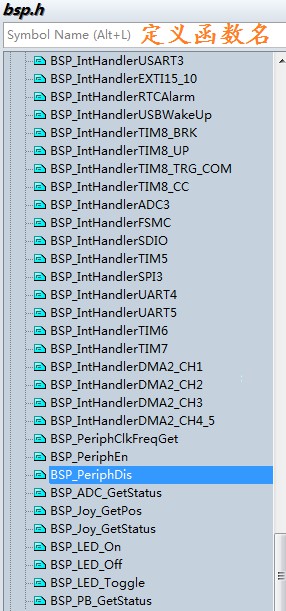 bsp.h
Symbol Name (Alt+L) 定义函数名
BSP_IntHandlerUSART3
BSP_IntHandlerEXTI15_10
BSP_IntHandlerRTCAlarm
BSP_IntHandlerUSBWakeUp
BSP_IntHandlerTIM8_BRK
BSP_IntHandlerTIM8_UP
BSP_IntHandlerTIM8_TRG_COM
BSP_IntHandlerTIM8_CC
BSP_IntHandlerADC3
BSP_IntHandlerFSMC
BSP_IntHandlerSDIO
BSP_IntHandlerTIM5
BSP_IntHandlerSPI3
BSP_IntHandlerUART4
BSP_IntHandlerUART5
BSP_IntHandlerTIM6
BSP_IntHandlerTIM7
BSP_IntHandlerDMA2_CH1
BSP_IntHandlerDMA2_CH2
BSP_IntHandlerDMA2_CH3
BSP_IntHandlerDMA2_CH4_5
BSP_PeriphClkFreqGet
BSP_PeriphEn
BSP_PeriphDis
BSP_ADC_GetStatus
BSP_Joy_GetPos
BSP_Joy_GetStatus
BSP_LED_On
BSP_LED_Off
BSP_LED_Toggle
BSP_PB_GetStatus